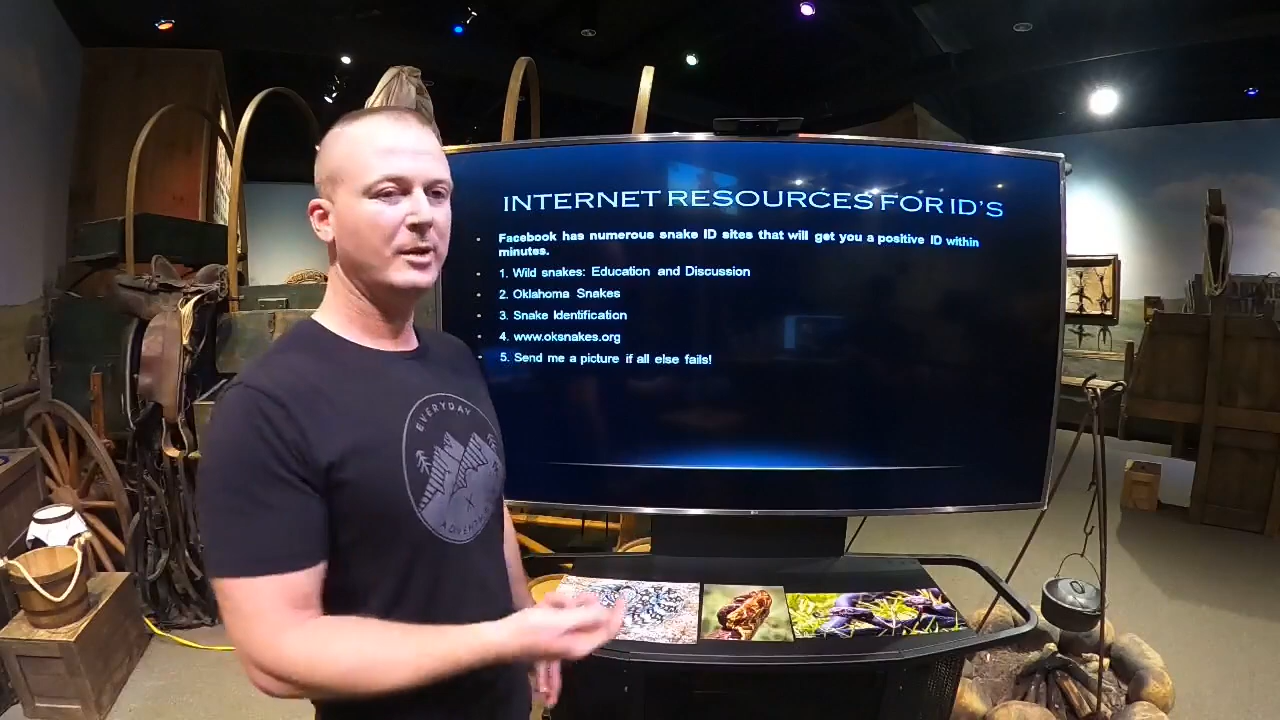 INTERNET RESOURCES FOR ID'S
Facebook has numerous snake ID sites that will get you a positive ID within
minutes.
1. Wild snakes: Education and Discussion
2. Oklahoma Snakes
3. Snake Identification
4. www.oksnakes.org
5. Send me a picture if all else fails!
EVERYDAY